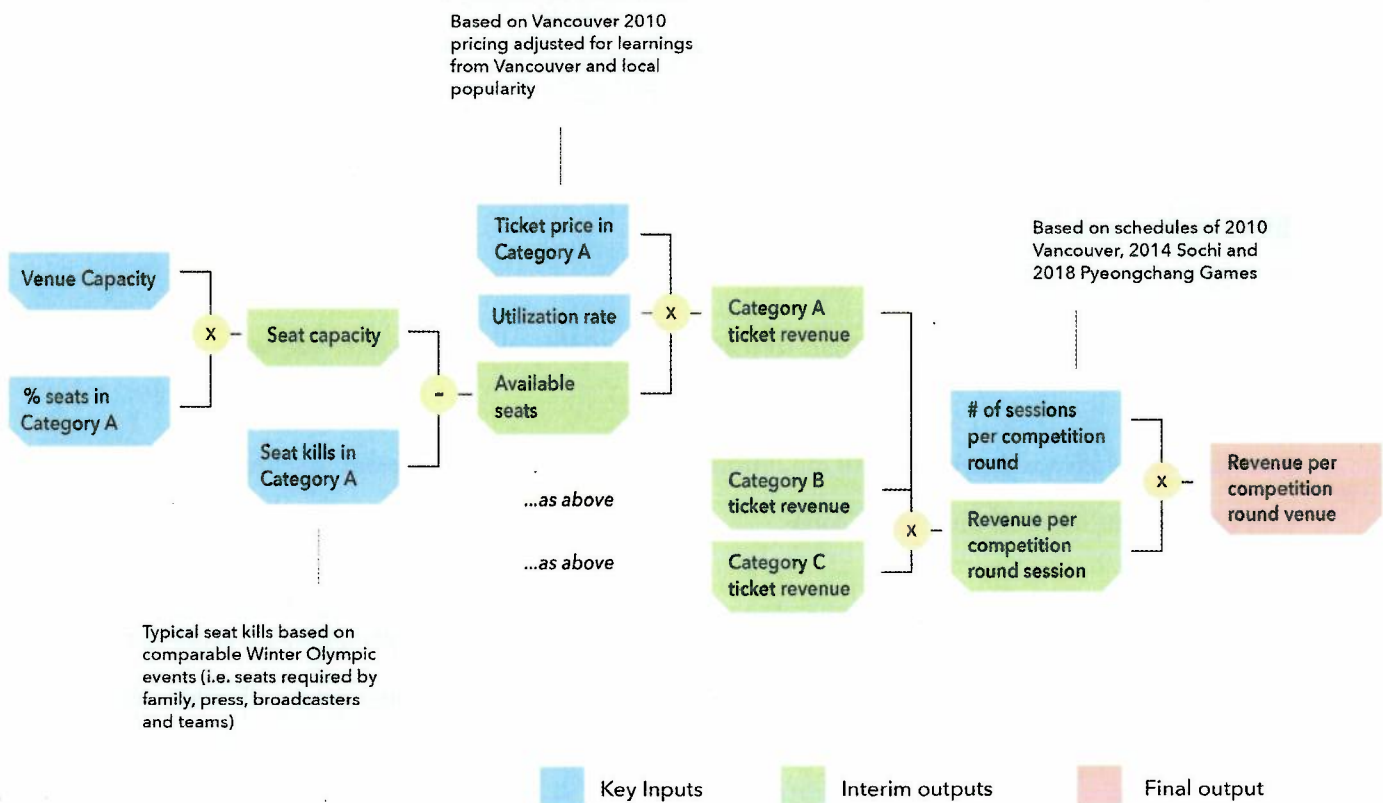 Based on Vancouver 2010
pricing adjusted for learnings
from Vancouver and local
popularity
Ticket price in
Category A
Based on schedules of 2010
Vancouver, 2014 Sochi and
2018 Pyeongchang Games
Venue Capacity
Utilization rate
X
Category A
ticket revenue
X
Seat capacity
% seats in
Category A
-
Available
seats
# of sessions
per competition
round
Seat kills in
Category A
...as above
Category B
ticket revenue
X
Revenue per
competition
round venue
...as above
Category C
ticket revenue
X
Revenue per
competition
round session
Typical seat kills based on
comparable Winter Olympic
events (i.e. seats required by
family, press, broadcasters
and teams)
Key Inputs
Interim outputs
Final output